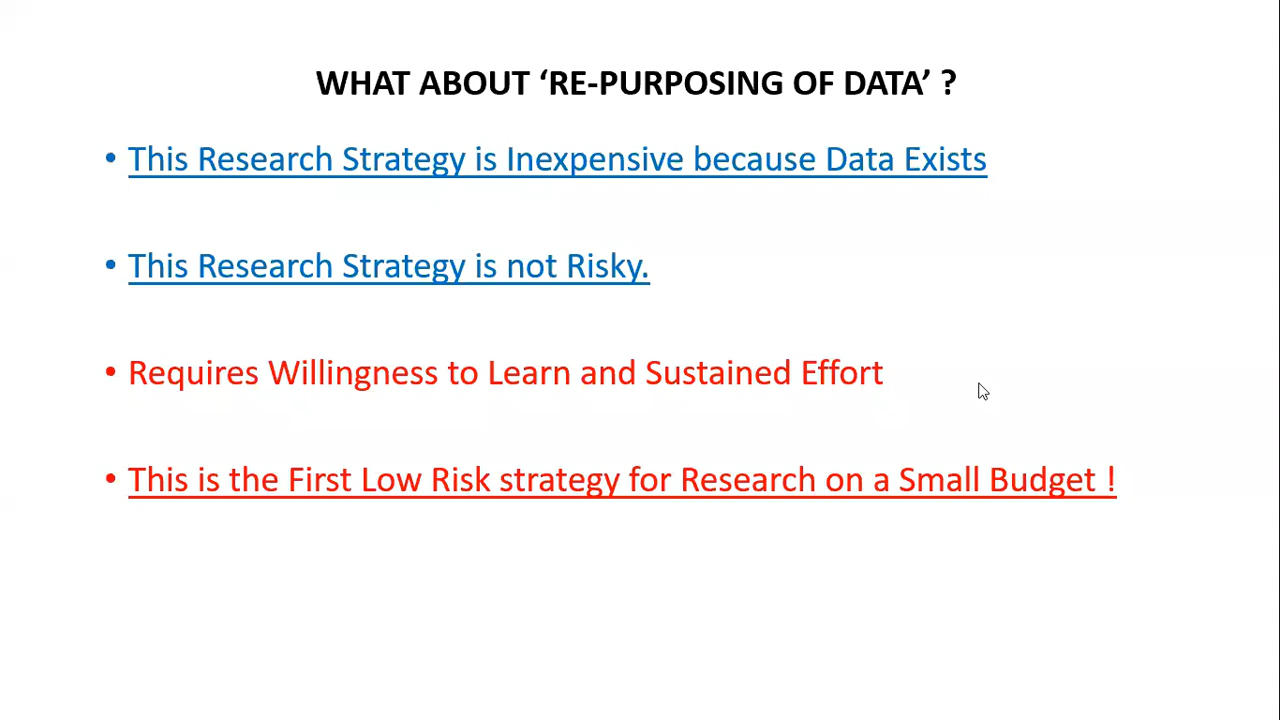 WHAT ABOUT ‘RE-PURPOSING OF DATA’ ?
• This Research Strategy is Inexpensive because Data Exists
• This Research Strategy is not Risky.
• Requires Willingness to Learn and Sustained Effort
• This is the First Low Risk strategy for Research on a Small Budget !